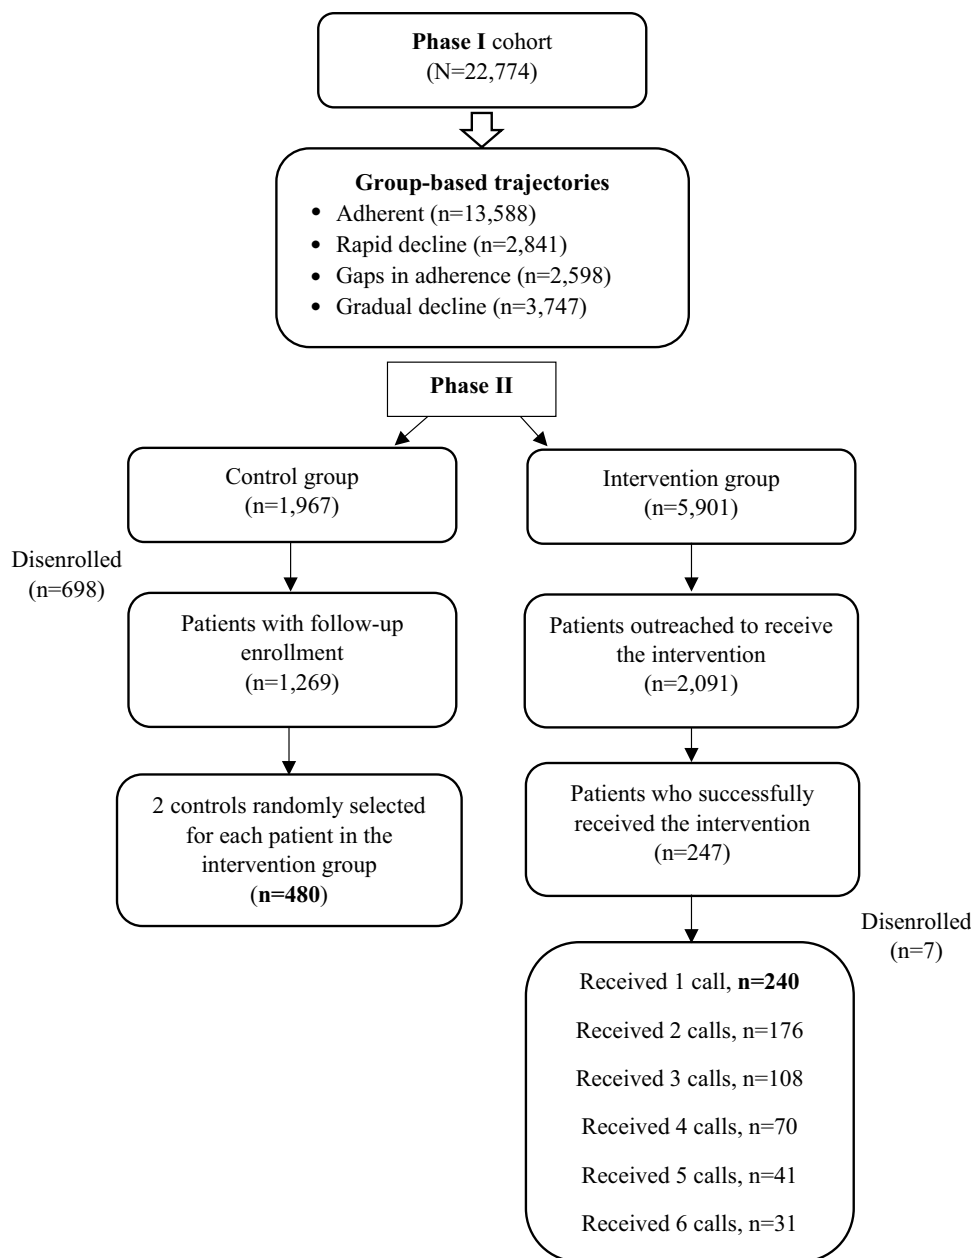 Phase I cohort
(N=22,774)
Group-based trajectories
• Adherent (n=13,588)
• Rapid decline (n=2,841)
• Gaps in adherence (n=2,598)
• Gradual decline (n=3,747)
Phase II
Control group
(n=1,967)
Intervention group
(n=5,901)
Disenrolled
(n=698)
Patients with follow-up
enrollment
(n=1,269)
Patients outreached to receive
the intervention
(n=2,091)
2 controls randomly selected
for each patient in the
intervention group
(n=480)
Patients who successfully
received the intervention
(n=247)
Disenrolled
(n=7)
Received 1 call, n=240
Received 2 calls, n=176
Received 3 calls, n=108
Received 4 calls, n=70
Received 5 calls, n=41
Received 6 calls, n=31